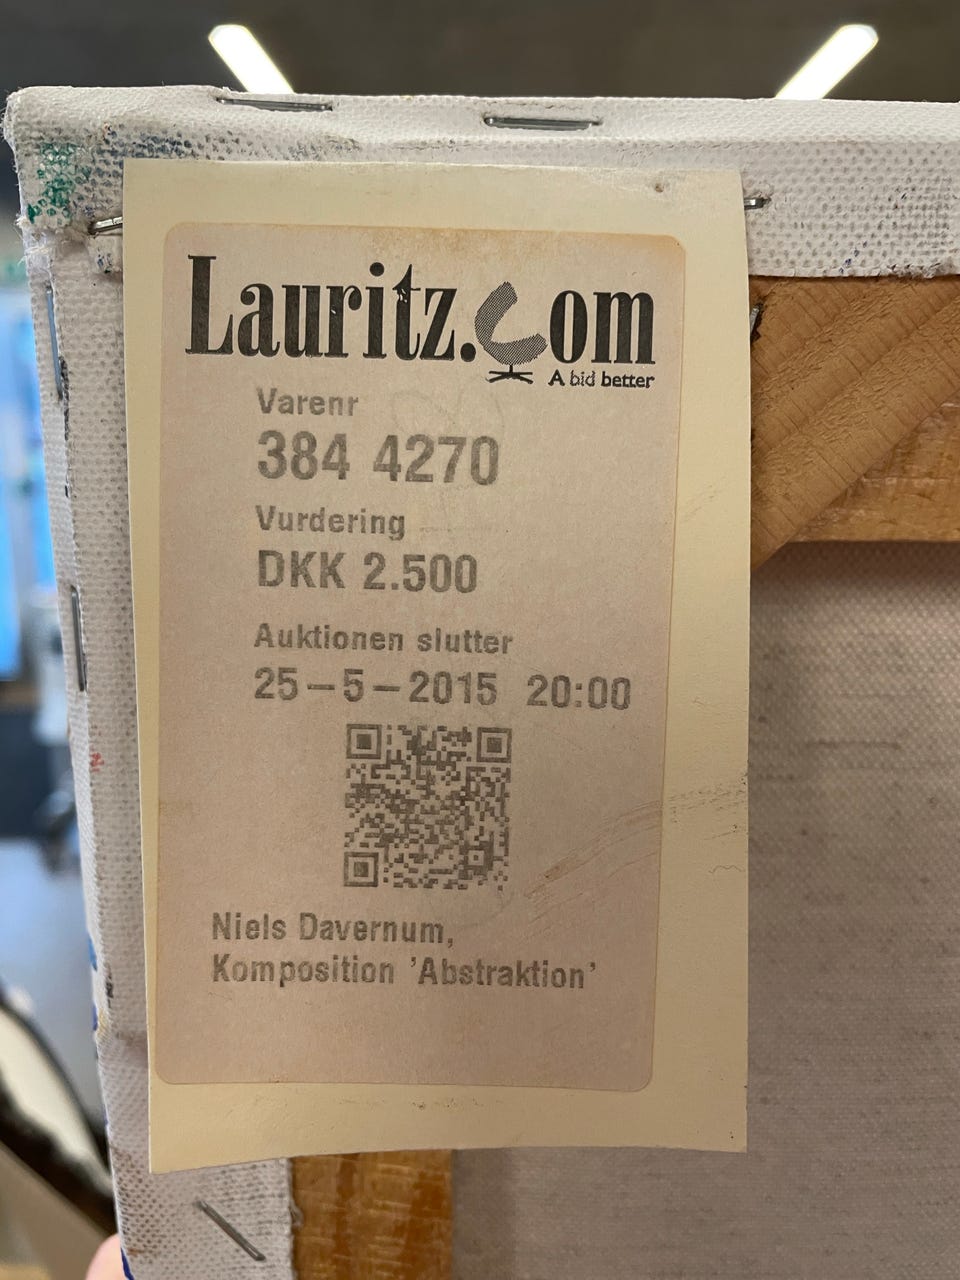 Lauritz.Com
A bid better
Varenr
384 4270
Vurdering
DKK 2.500
Auktionen slutter
25-5-2015 20:00
Niels Davernum,
Komposition 'Abstraktion'